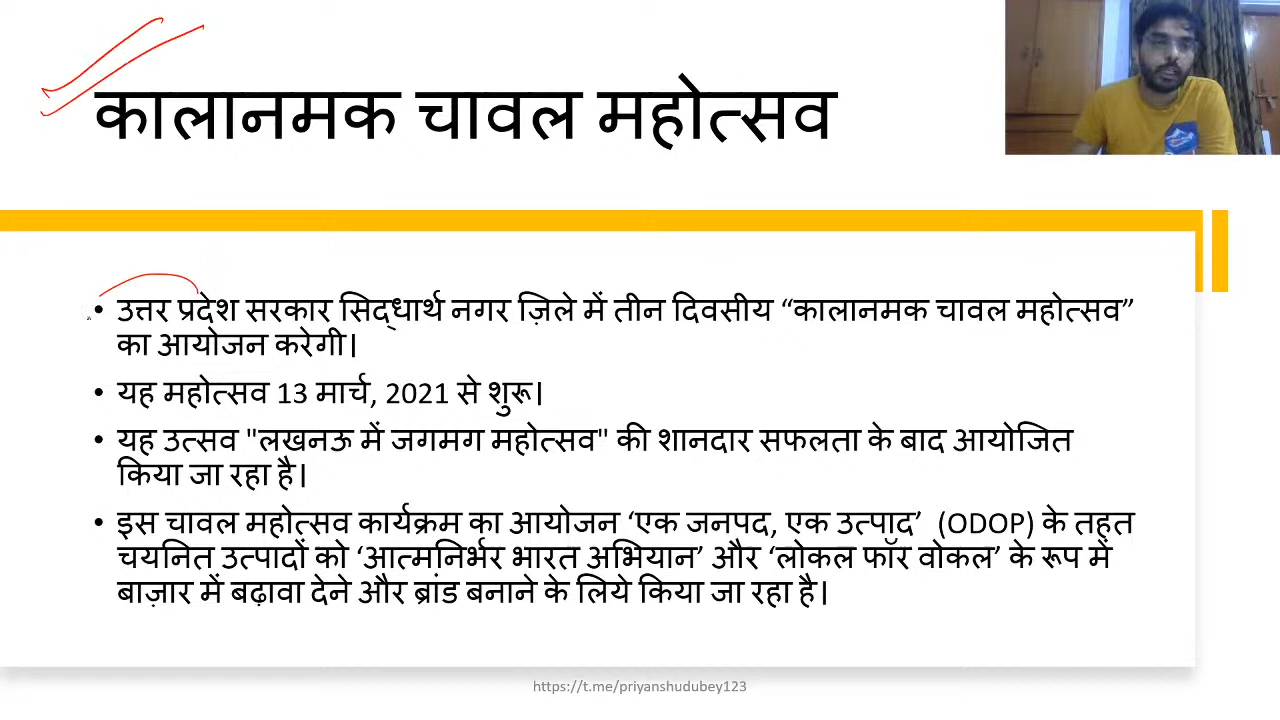 कालानमक चावल महोत्सव
• उत्तर प्रदेश सरकार सिद्धार्थ नगर ज़िले में तीन दिवसीय “कालानमक चावल महोत्सव”
का आयोजन करेगी।
• यह महोत्सव 13 मार्च, 2021 से शुरू।
• यह उत्सव "लखनऊ में जगमग महोत्सव" की शानदार सफलता के बाद आयोजित
किया जा रहा है।
• इस चावल महोत्सव कार्यक्रम का आयोजन ‘एक जनपद, एक उत्पाद’ (ODOP) के तहत
चयनित उत्पादों को ‘आत्मनिर्भर भारत अभियान’ और ‘लोकल फॉर वोकल’ के रूप में
बाज़ार में बढ़ावा देने और ब्रांड बनाने के लिये किया जा रहा है।
https://t.me/priyanshudubey123